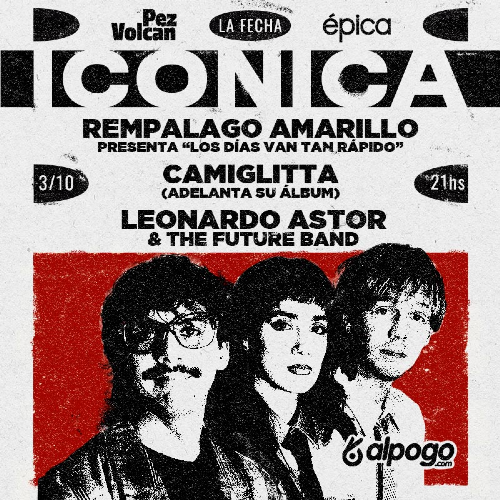 Pez
Volcán
LA FECHA
épica
ICONICA
REMPALAGO AMARILLO
PRESENTA “LOS DÍAS VAN TAN RÁPIDO”
3/10
CAMIGLITTA
(ADELANTA SU ÁLBUM)
21hs
LEONARDO ASTOR
& THE FUTURE BAND
alpogo
.com